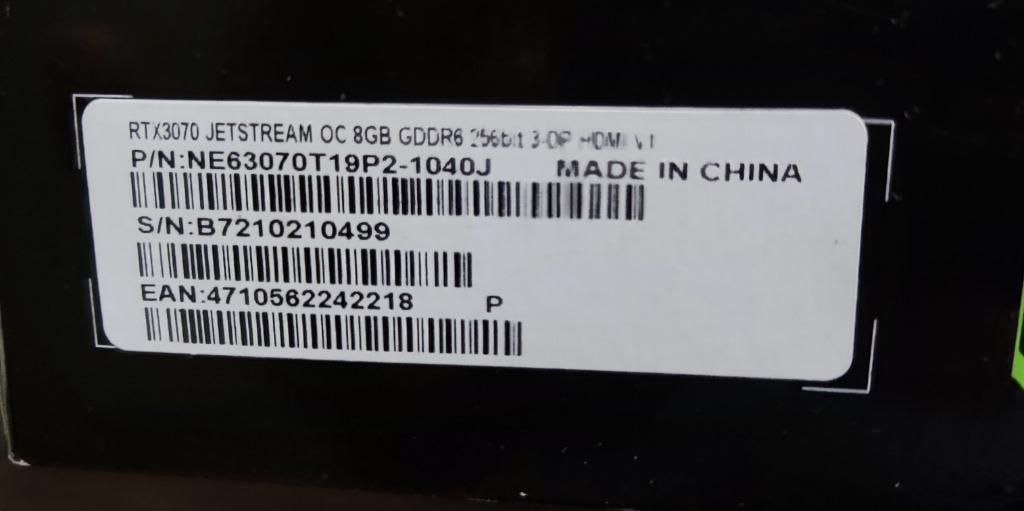 RTX3070 JETSTREAM OC 8GB GDDR6 256bit 3-DP HDMI V1
P/N:NE63070T19P2-1040J MADE IN CHINA
S/N:B7210210499
EAN:4710562242218 P